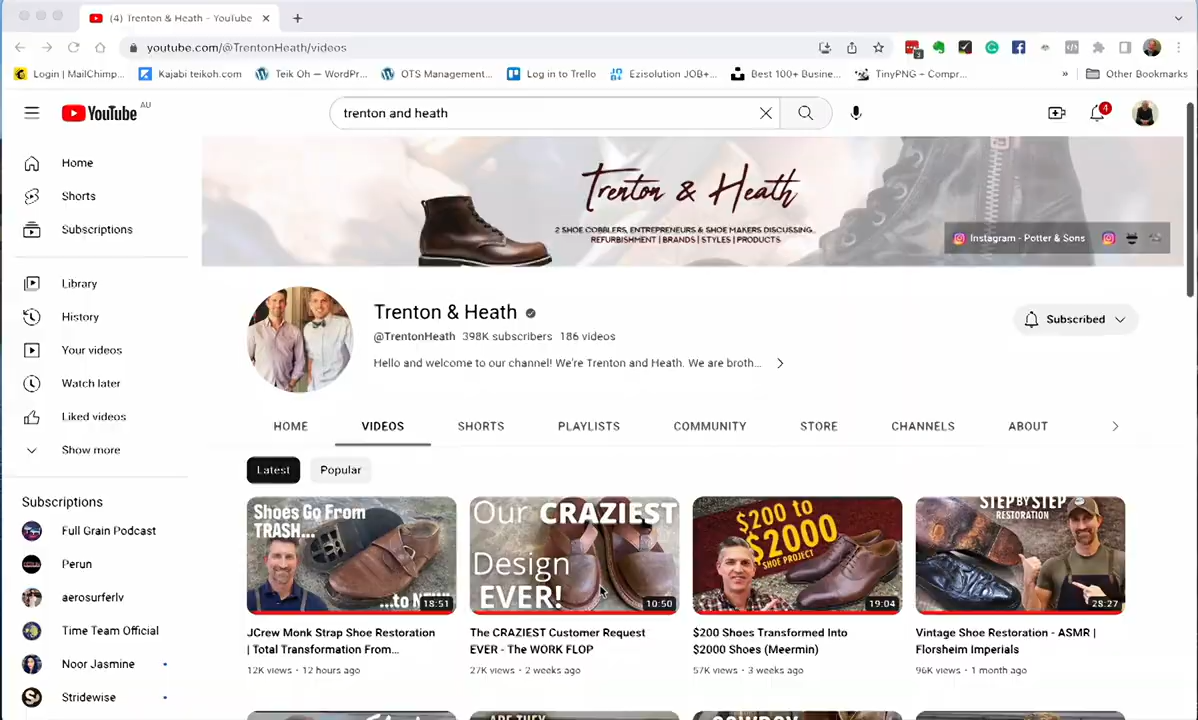 (4) Trenton & Heath - YouTube
youtube.com/@TrentonHeath/videos
Login | MailChimp...
Kajabi teikoh.com
Teik Oh — WordPr...
OTS Management...
Log in to Trello
Ezisolution JOB+...
Best 100+ Busine...
TinyPNG – Compr...
» Other Bookmarks
YouTube AU
trenton and heath
4
Home
Shorts
Subscriptions
Library
History
Your videos
Watch later
Liked videos
Show more
Subscriptions
Full Grain Podcast
Perun
aerosurferlv
Time Team Official
Noor Jasmine
Stridewise
Trenton & Heath
2 SHOE COBBLERS, ENTREPRENEURS & SHOE MAKERS DISCUSSING...
REFURBISHMENT | BRANDS | STYLES | PRODUCTS
Instagram - Potter & Sons
Trenton & Heath
@TrentonHeath 398K subscribers 186 videos
Hello and welcome to our channel! We're Trenton and Heath. We are broth...
Subscribed
HOME
VIDEOS
SHORTS
PLAYLISTS
COMMUNITY
STORE
CHANNELS
ABOUT
Latest
Popular
Shoes Go From
TRASH...
...to NEW
18:51
JCrew Monk Strap Shoe Restoration
| Total Transformation From...
12K views • 12 hours ago
Our CRAZIEST
Design
EVER!
10:50
The CRAZIEST Customer Request
EVER - The WORK FLOP
27K views • 2 weeks ago
$200 to
$2000
SHOE PROJECT
19:04
$200 Shoes Transformed Into
$2000 Shoes (Meermin)
57K views • 3 weeks ago
STEP BY STEP
RESTORATION
28:27
Vintage Shoe Restoration - ASMR |
Florsheim Imperials
96K views • 1 month ago
ARE THEY
COWBOY